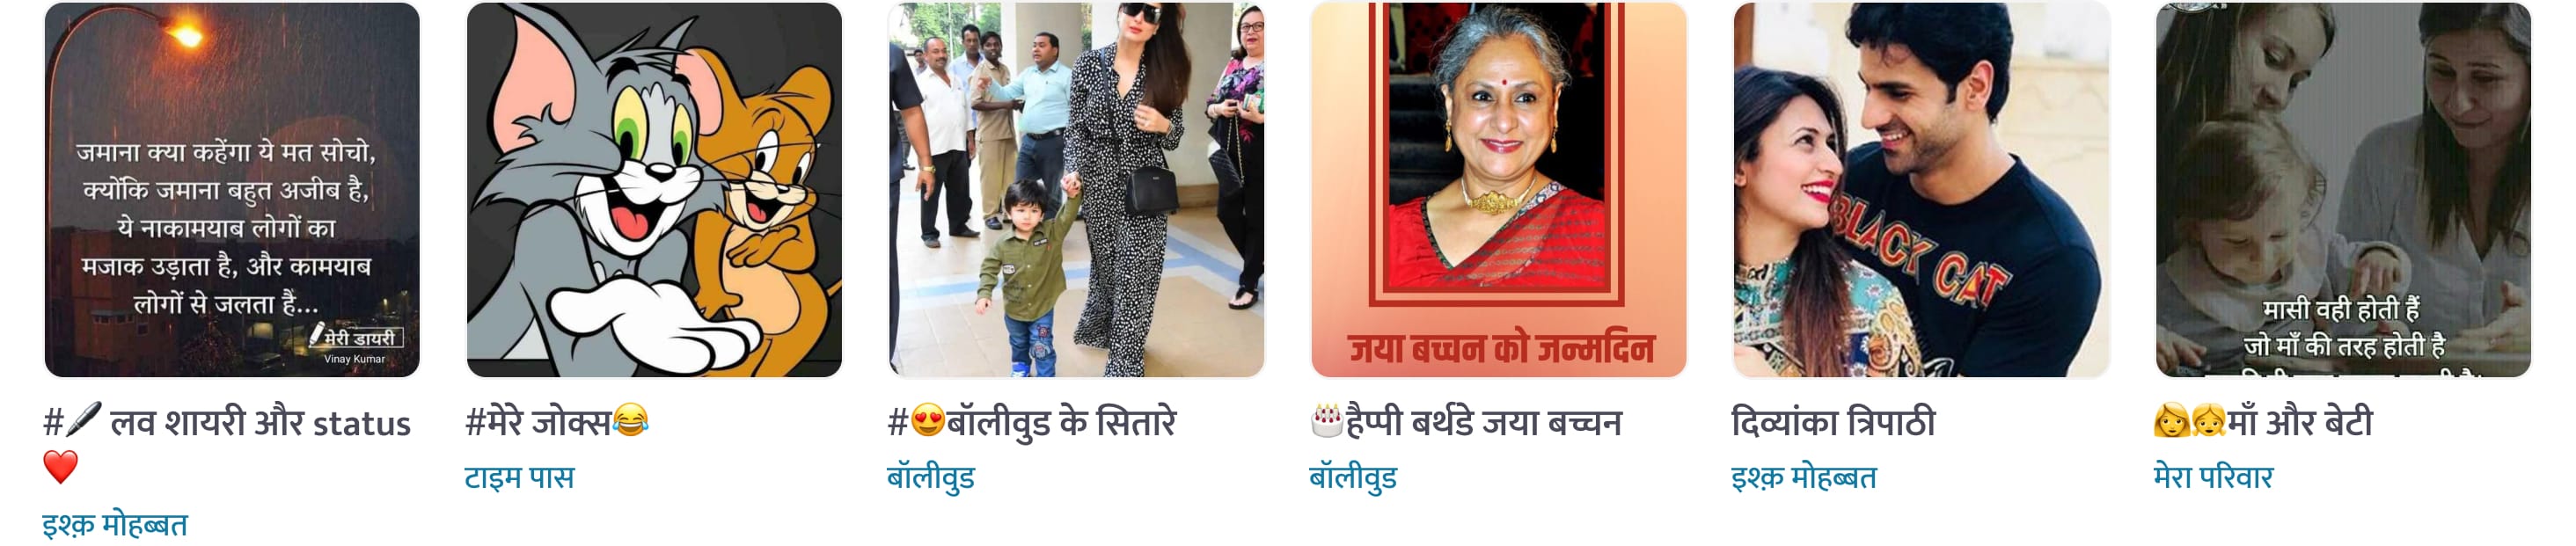 जमाना क्या कहेंगा ये मत सोचो,
क्योंकि जमाना बहुत अजीब है,
ये नाकामयाब लोगों का
मजाक उड़ाता है, और कामयाब
लोगों से जलता है...
मेरी डायरी
Vinay Kumar
#🖊️ लव शायरी और status
❤️
इश्क़ मोहब्बत
#मेरे जोक्स😂
टाइम पास
#😍बॉलीवुड के सितारे
बॉलीवुड
जया बच्चन को जन्मदिन
🎂हैप्पी बर्थडे जया बच्चन
बॉलीवुड
BLACK CAT
दिव्यांका त्रिपाठी
इश्क़ मोहब्बत
मासी वही होती हैं
जो माँ की तरह होती है
👩👧माँ और बेटी
मेरा परिवार